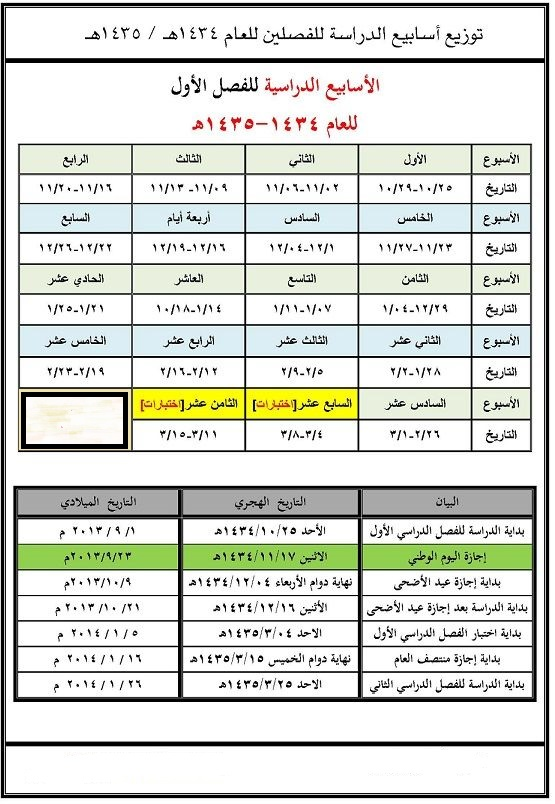 توزيع أسابيع الدراسة للفصلين للعام ١٤٣٤هـ / ١٤٣٥هـ
الأسابيع الدراسية للفصل الأول
للعام ١٤٣٤-١٤٣٥هـ
الأسبوع الأول الثاني الثالث الرابع
التاريخ ١٠/٢٥-١٠/٢٩ ١١/٠٢-١١/٠٦ ١١/٠٩-١١/١٣ ١١/١٦-١١/٢٠
الأسبوع الخامس السادس أربعة أيام السابع
التاريخ ١١/٢٣-١١/٢٧ ١٢/١-١٢/٠٤ ١٢/١٦-١٢/١٩ ١٢/٢٢-١٢/٢٦
الأسبوع الثامن التاسع العاشر الحادي عشر
التاريخ ١٢/٢٩-١/٠٤ ١/٠٧-١/١١ ١/١٤-١٠/١٨ ١/٢١-١/٢٥
الأسبوع الثاني عشر الثالث عشر الرابع عشر الخامس عشر
التاريخ ١/٢٨-٢/٢ ٢/٥-٢/٩ ٢/١٢-٢/١٦ ٢/١٩-٢/٢٣
الأسبوع السادس عشر السابع عشر[اختبارات] الثامن عشر[اختبارات]
التاريخ ٢/٢٦-٣/١ ٣/٤-٣/٨ ٣/١١-٣/١٥
البيان التاريخ الهجري التاريخ الميلادي
بداية الدراسة للفصل الدراسي الأول الأحد ١٤٣٤/١٠/٢٥هـ ١/ ٩ / ٢٠١٣ م
إجازة اليوم الوطني الاثنين ١٤٣٤/١١/١٧هـ ٢٠١٣/٩/٢٣م
بداية إجازة عيد الأضحى نهاية دوام الأربعاء ١٤٣٤/١٢/٠٤هـ ٢٠١٣/١٠/٩م
بداية الدراسة بعد إجازة عيد الأضحى الأثنين ١٤٣٤/١٢/١٦هـ ٢١ /١٠/ ٢٠١٣ م
بداية اختبار الفصل الدراسي الأول الاحد ١٤٣٥/٣/٠٤هـ ٥ / ١ / ٢٠١٤ م
بداية إجازة منتصف العام نهاية دوام الخميس ١٤٣٥/٣/١٥هـ ١٦ / ١ / ٢٠١٤ م
بداية الدراسة للفصل الدراسي الثاني الاحد ١٤٣٥/٣/٢٥هـ ٢٦ / ١ / ٢٠١٤ م